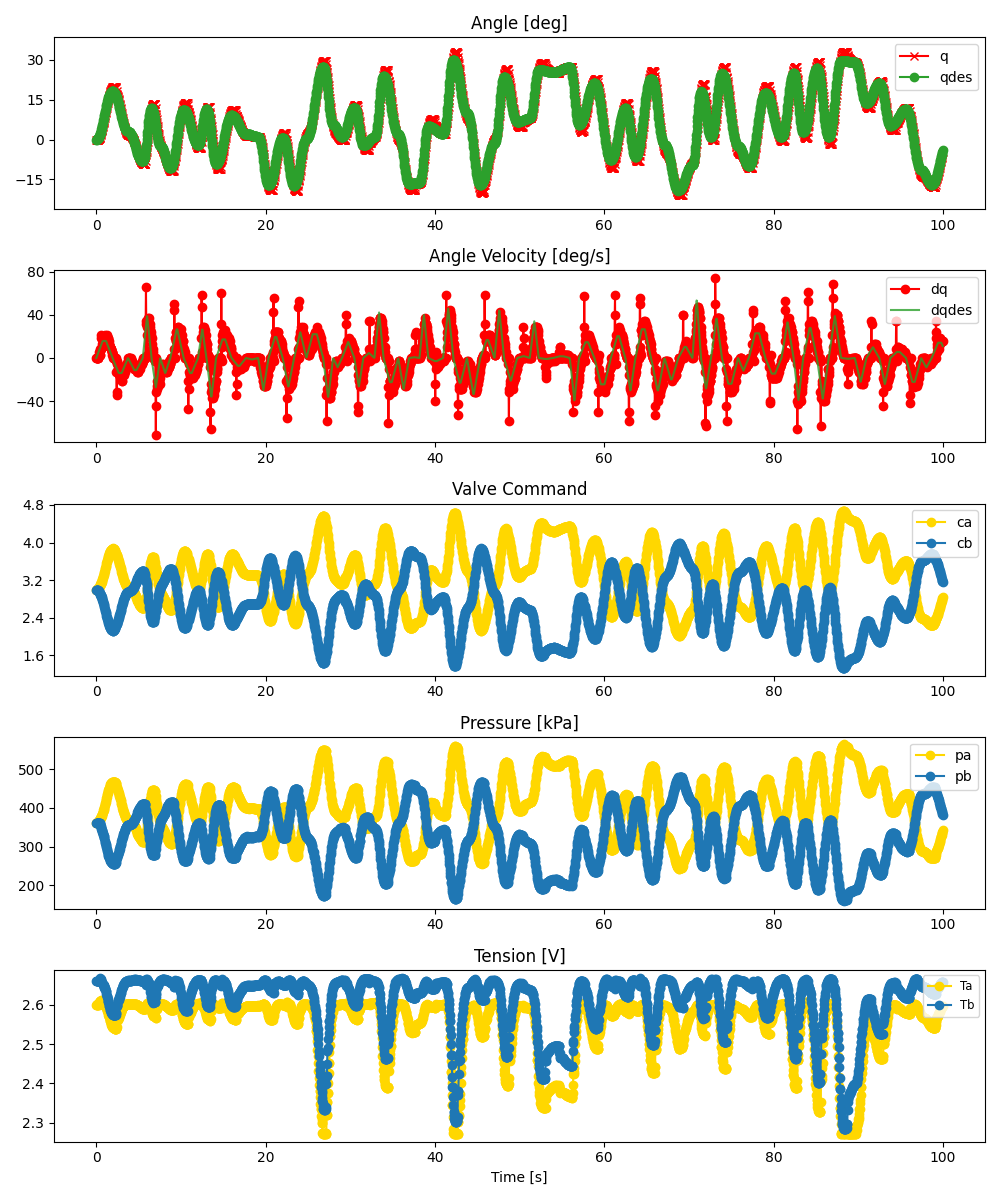 Angle [deg]
30
15
0
−15
q
qdes
0 20 40 60 80 100
Angle Velocity [deg/s]
80
40
0
−40
dq
dqdes
0 20 40 60 80 100
Valve Command
4.8
4.0
3.2
2.4
1.6
ca
cb
0 20 40 60 80 100
Pressure [kPa]
500
400
300
200
pa
pb
0 20 40 60 80 100
Tension [V]
2.6
2.5
2.4
2.3
Ta
Tb
0 20 40 60 80 100
Time [s]